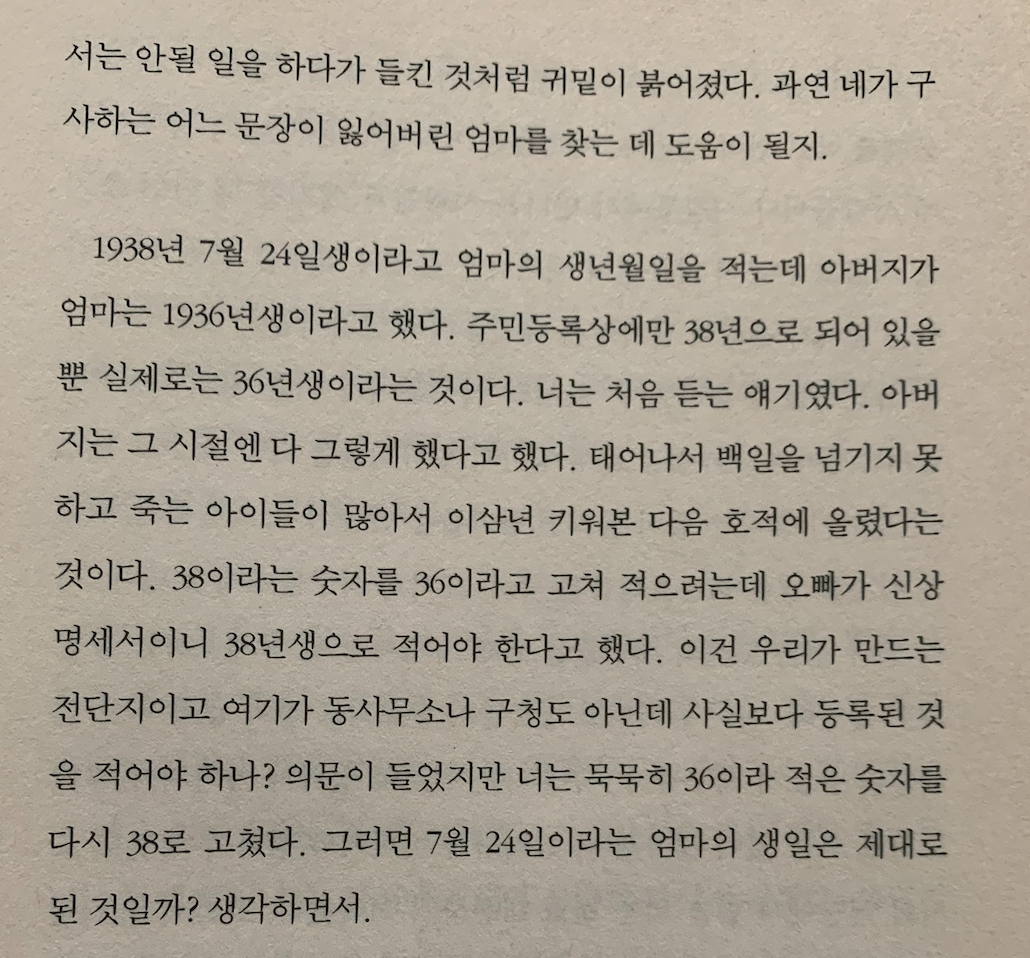 서는 안될 일을 하다가 들킨 것처럼 귀밑이 붉어졌다. 과연 네가 구
사하는 어느 문장이 잃어버린 엄마를 찾는 데 도움이 될지.
1938년 7월 24일생이라고 엄마의 생년월일을 적는데 아버지가
엄마는 1936년생이라고 했다. 주민등록상에만 38년으로 되어 있을
뿐 실제로는 36년생이라는 것이다. 너는 처음 듣는 얘기였다. 아버
지는 그 시절엔 다 그렇게 했다고 했다. 태어나서 백일을 넘기지 못
하고 죽는 아이들이 많아서 이삼년 키워본 다음 호적에 올렸다는
것이다. 38이라는 숫자를 36이라고 고쳐 적으려는데 오빠가 신상
명세서이니 38년생으로 적어야 한다고 했다. 이건 우리가 만드는
전단지이고 여기가 동사무소나 구청도 아닌데 사실보다 등록된 것
을 적어야 하나? 의문이 들었지만 너는 묵묵히 36이라 적은 숫자를
다시 38로 고쳤다. 그러면 7월 24일이라는 엄마의 생일은 제대로
된 것일까? 생각하면서.